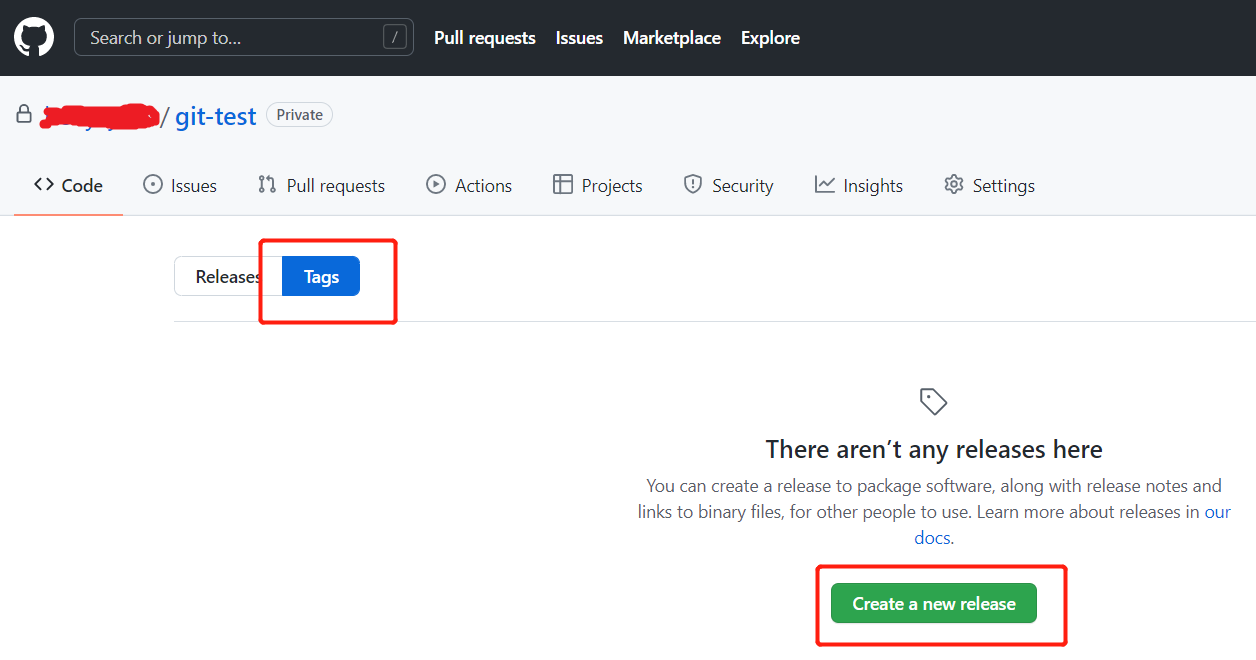 Search or jump to... /
Pull requests Issues Marketplace Explore
/ git-test Private
Code Issues Pull requests Actions Projects Security Insights Settings
Releases Tags
There aren’t any releases here
You can create a release to package software, along with release notes and
links to binary files, for other people to use. Learn more about releases in our
docs.
Create a new release